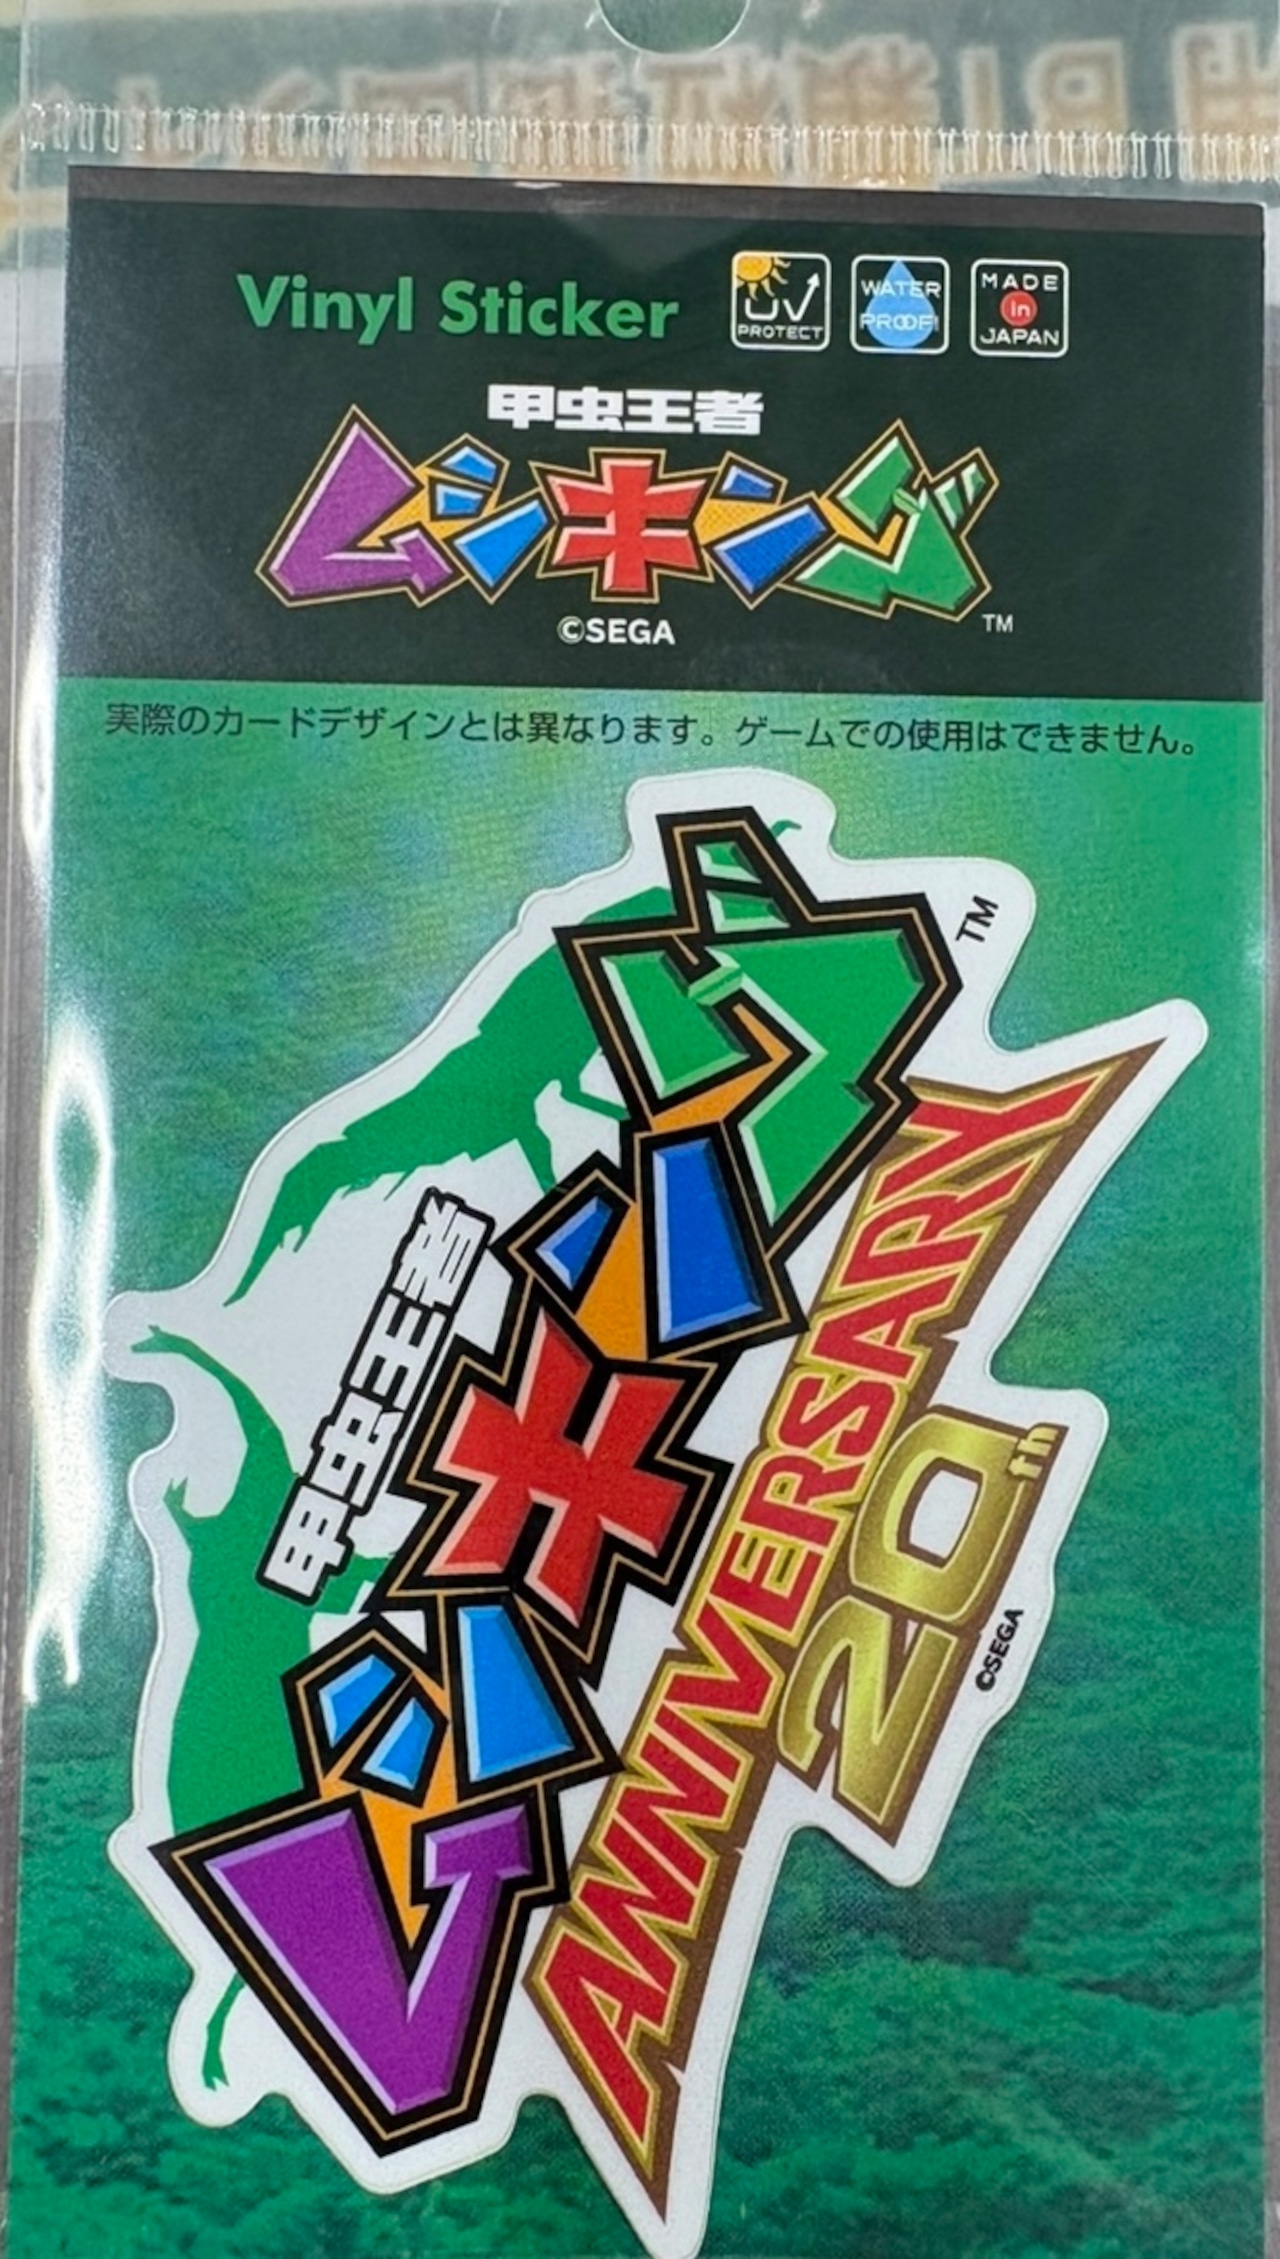 Vinyl Sticker
UV
PROTECT
WATER
PROOF!
MADE
in
JAPAN
甲虫王者
ムシキング
©SEGA
TM
実際のカードデザインとは異なります。ゲームでの使用はできません。
甲虫王者
ムシキング
TM
ANNIVERSARY
20th
©SEGA